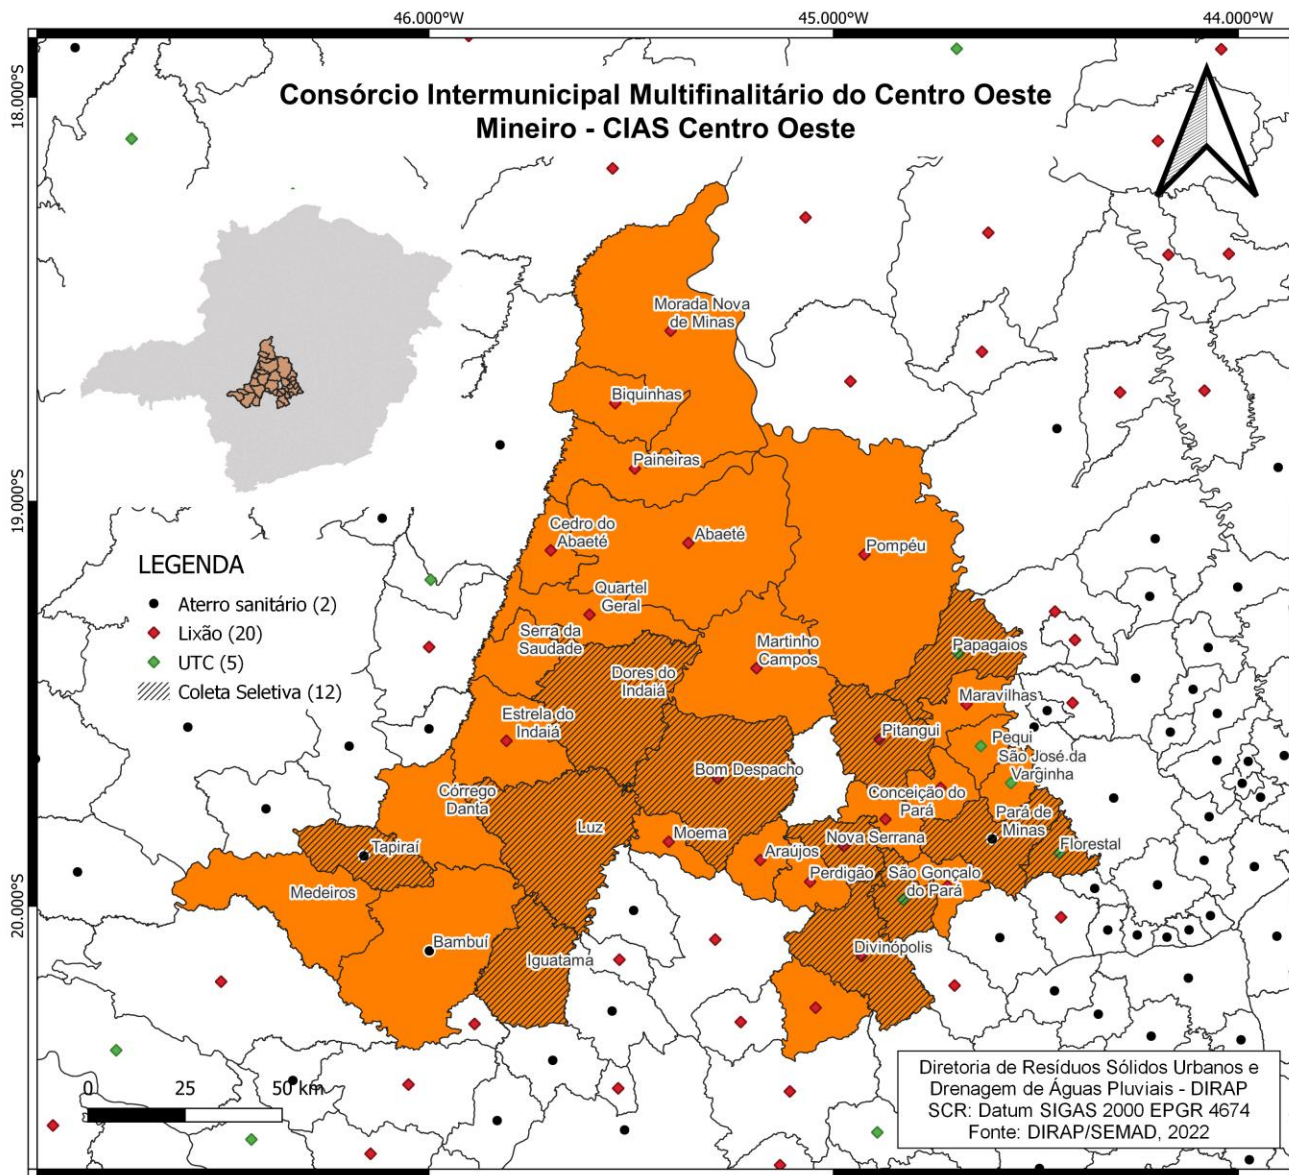 46.000°W
45.000°W
44.000°W
18.000°S
19.000°S
20.000°S
Consórcio Intermunicipal Multifinalitário do Centro Oeste
Mineiro - CIAS Centro Oeste
Morada Nova
de Minas
Biquinhas
Paineiras
Cedro do
Abaeté
Abaeté
Pompéu
Quartel
Geral
Serra da
Saudade
Martinho
Campos
Papagaios
Dores do
Indaiá
Maravilhas
Estrela do
Indaiá
Pitangui
Pequi
São José da
Varginha
Bom Despacho
Córrego
Danta
Conceição do
Pará
Luz
Moema
Nova Serrana
Pará de
Minas
Florestal
Tapiraí
Araújos
Perdigão
São Gonçalo
do Pará
Medeiros
Bambuí
Iguatama
Divinópolis
LEGENDA
Aterro sanitário (2)
Lixão (20)
UTC (5)
Coleta Seletiva (12)
0 25 50 km
Diretoria de Resíduos Sólidos Urbanos e
Drenagem de Águas Pluviais - DIRAP
SCR: Datum SIGAS 2000 EPGR 4674
Fonte: DIRAP/SEMAD, 2022